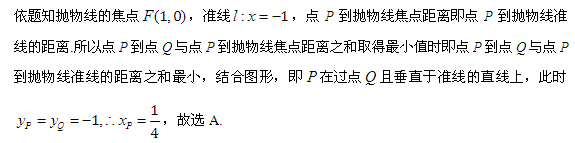 依题知抛物线的焦点 F(1,0)，准线 l:x=−1，点 P 到抛物线焦点距离即点 P 到抛物线准
线的距离.所以点 P 到点 Q 与点 P 到抛物线焦点距离之和取得最小值时即点 P 到点 Q 与点 P
到抛物线准线的距离之和最小，结合图形，即 P 在过点 Q 且垂直于准线的直线上，此时
y_P = y_Q = −1,∴x_P = 1/4，故选 A.